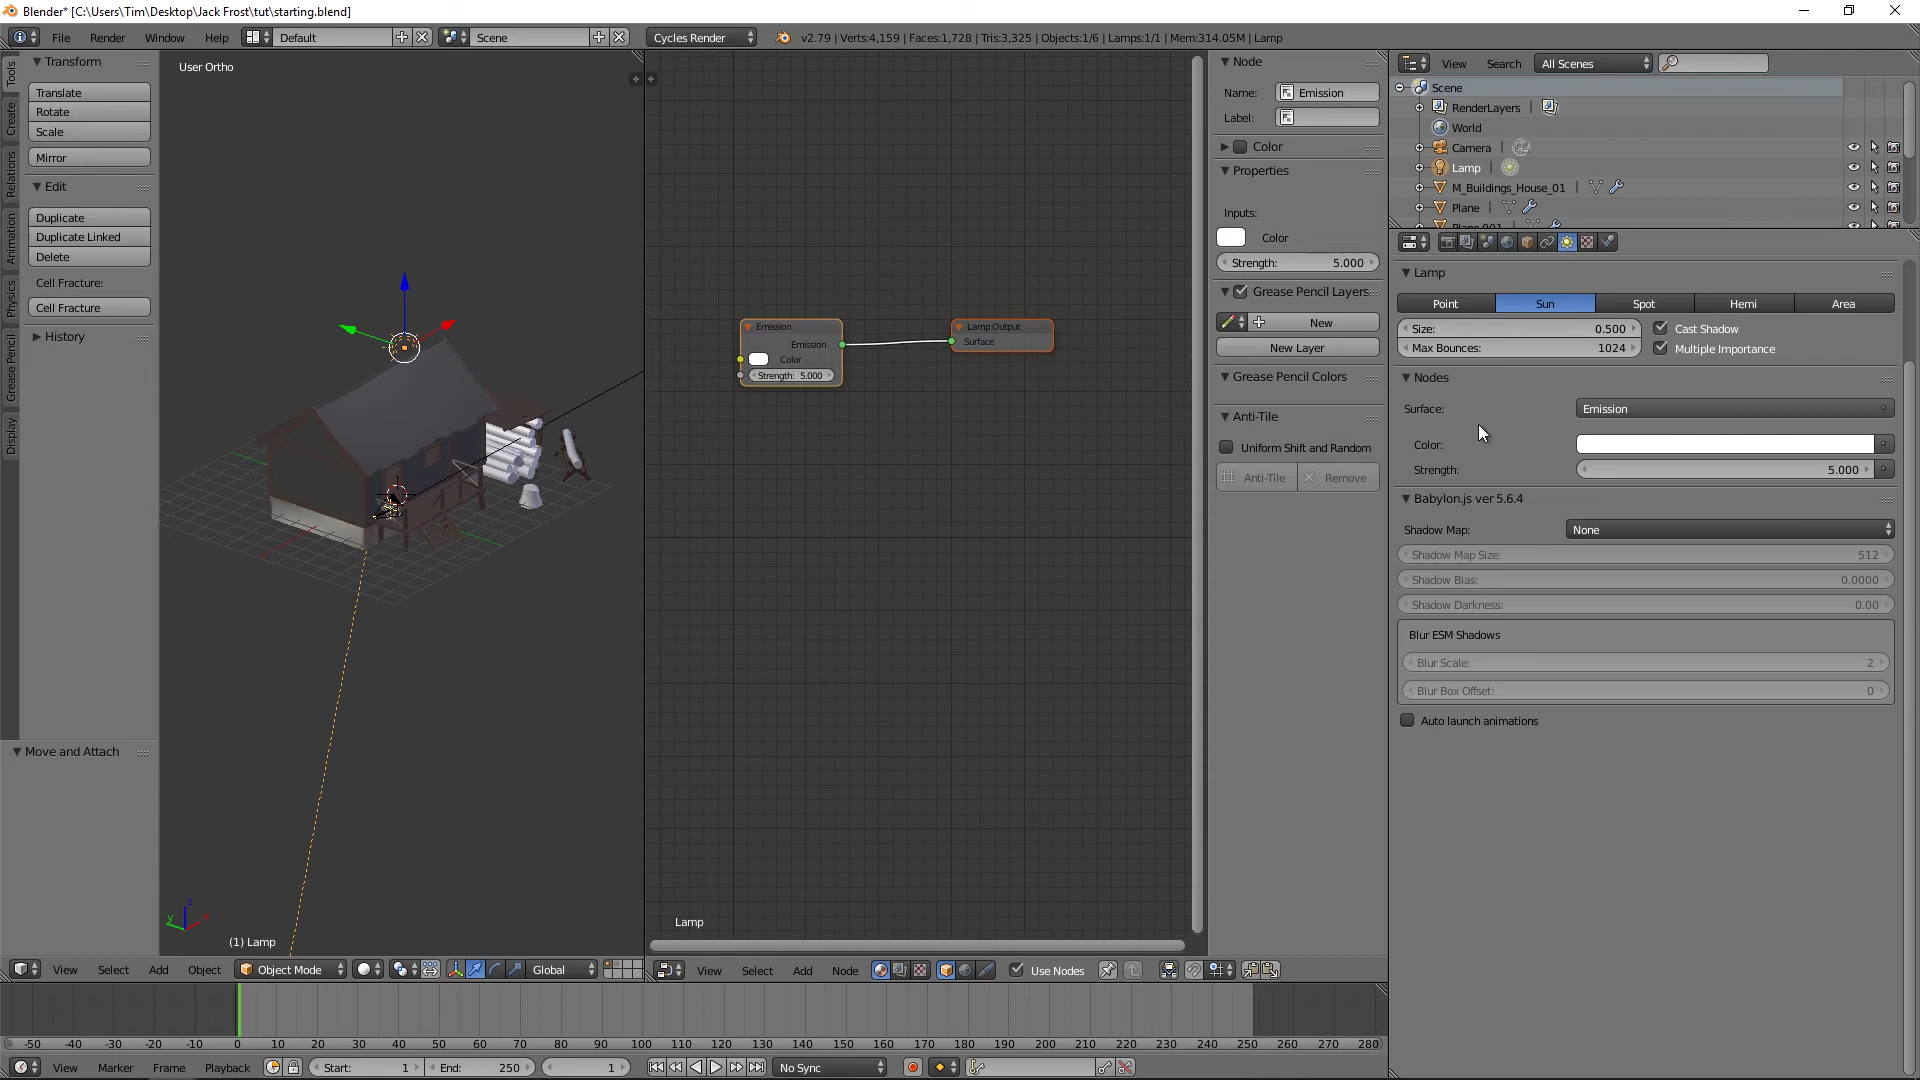 Blender* [C:\Users\Tim\Desktop\Jack Frost\tut\starting.blend]
File Render Window Help Default Scene Cycles Render v2.79 | Verts:4,159 | Faces:1,728 | Tris:3,325 | Objects:1/6 | Lamps:1/1 | Mem:314.05M | Lamp
Tools
Create
Relations
Animation
Physics
Grease Pencil
Display
Transform
Translate
Rotate
Scale
Mirror
Edit
Duplicate
Duplicate Linked
Delete
Cell Fracture:
Cell Fracture
History
Move and Attach
User Ortho
z
y
x
(1) Lamp
View Select Add Object Object Mode Global
Emission
Emission
Color
Strength: 5.000
Lamp Output
Surface
Lamp
View Select Add Node Use Nodes
Node
Name: Emission
Label:
Color
Properties
Inputs:
Color
Strength: 5.000
Grease Pencil Layers
New
New Layer
Grease Pencil Colors
Anti-Tile
Uniform Shift and Random
Anti-Tile Remove
View Search All Scenes
Scene
RenderLayers
World
Camera
Lamp
M_Buildings_House_01
Plane
Plane.001
Lamp
Point Sun Spot Hemi Area
Size: 0.500 Cast Shadow
Max Bounces: 1024 Multiple Importance
Nodes
Surface: Emission
Color:
Strength: 5.000
Babylon.js ver 5.6.4
Shadow Map: None
Shadow Map Size: 512
Shadow Bias: 0.0000
Shadow Darkness: 0.00
Blur ESM Shadows
Blur Scale: 2
Blur Box Offset: 0
Auto launch animations
-50 -40 -30 -20 -10 0 10 20 30 40 50 60 70 80 90 100 110 120 130 140 150 160 170 180 190 200 210 220 230 240 250 260 270 280
View Marker Frame Playback Start: 1 End: 250 1 No Sync